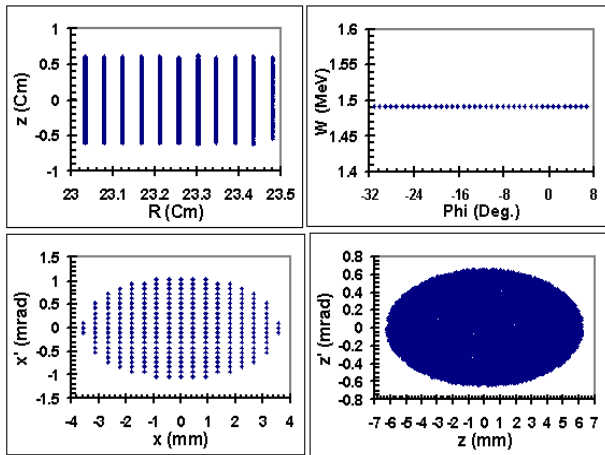 z (Cm)
1
0.5
0
-0.5
-1
23 23.1 23.2 23.3 23.4 23.5
R (Cm)
W (MeV)
1.6
1.55
1.5
1.45
1.4
-32 -24 -16 -8 0 8
Phi (Deg.)
x' (mrad)
1.5
1
0.5
0
-0.5
-1
-1.5
-4 -3 -2 -1 0 1 2 3 4
x (mm)
z' (mrad)
0.8
0.6
0.4
0.2
0
-0.2
-0.4
-0.6
-0.8
-7 -6 -5 -4 -3 -2 -1 0 1 2 3 4 5 6 7
z (mm)